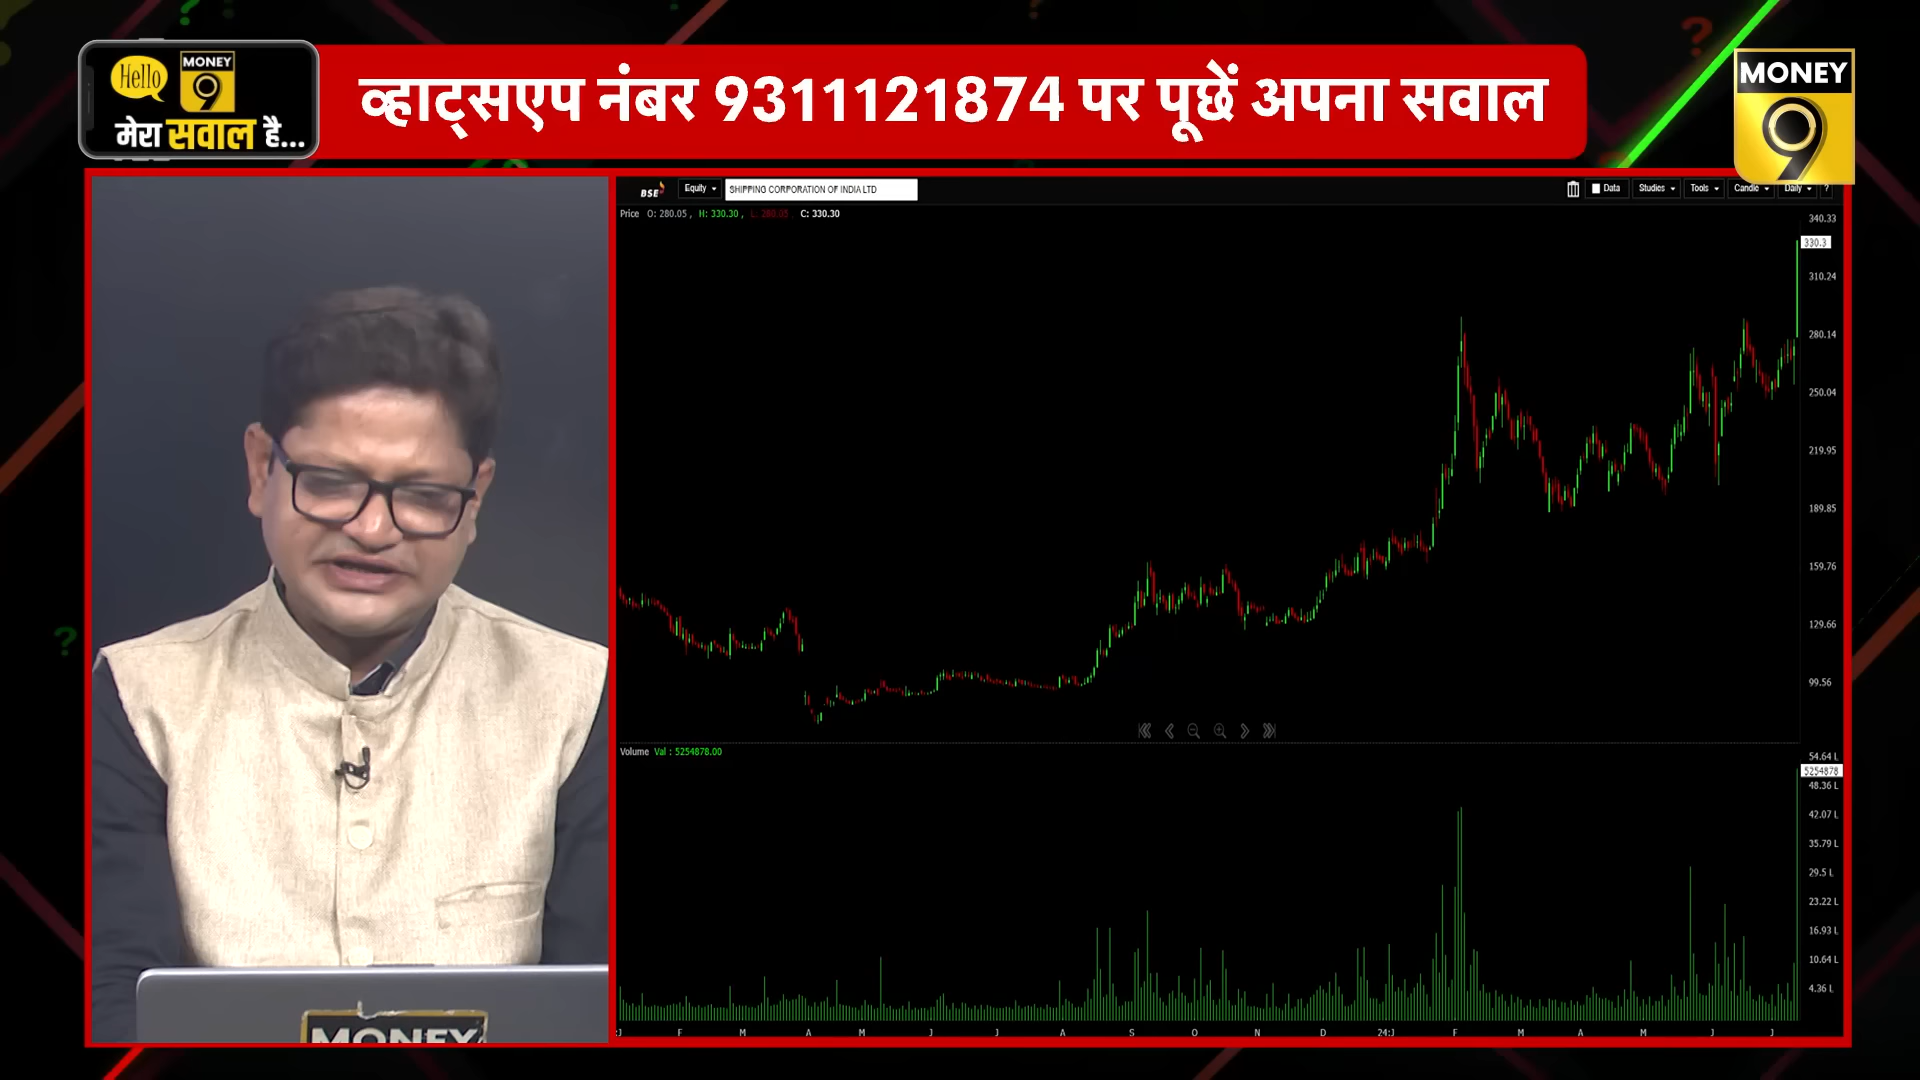 Hello MONEY 9
मेरा सवाल है...
व्हाट्सएप नंबर 9311121874 पर पूछें अपना सवाल
MONEY 9
BSE Equity SHIPPING CORPORATION OF INDIA LTD Data Studies Tools Candle Daily ?
Price O: 280.05 , H: 330.30 , L: 280.05 , C: 330.30
340.33
330.3
310.24
280.14
250.04
219.95
189.85
159.76
129.66
99.56
Volume Val : 5254878.00
54.64 L
5254878
48.36 L
42.07 L
35.79 L
29.5 L
23.22 L
16.93 L
10.64 L
4.36 L
:J F M A M J J A S O N D 24:J F M A M J J
MONEY